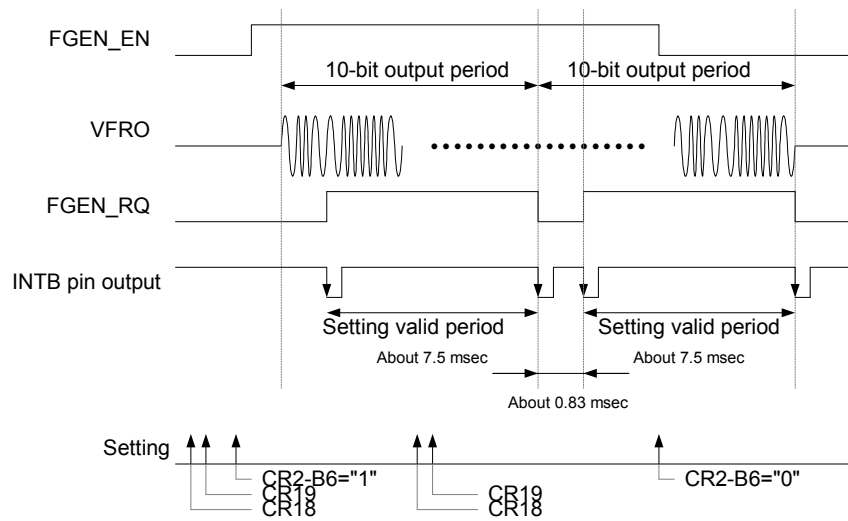 FGEN_EN
10-bit output period 10-bit output period
VFRO
FGEN_RQ
INTB pin output
Setting valid period Setting valid period
About 7.5 msec About 7.5 msec
About 0.83 msec
Setting
CR2-B6="1" CR2-B6="0"
CR19 CR19
CR18 CR18